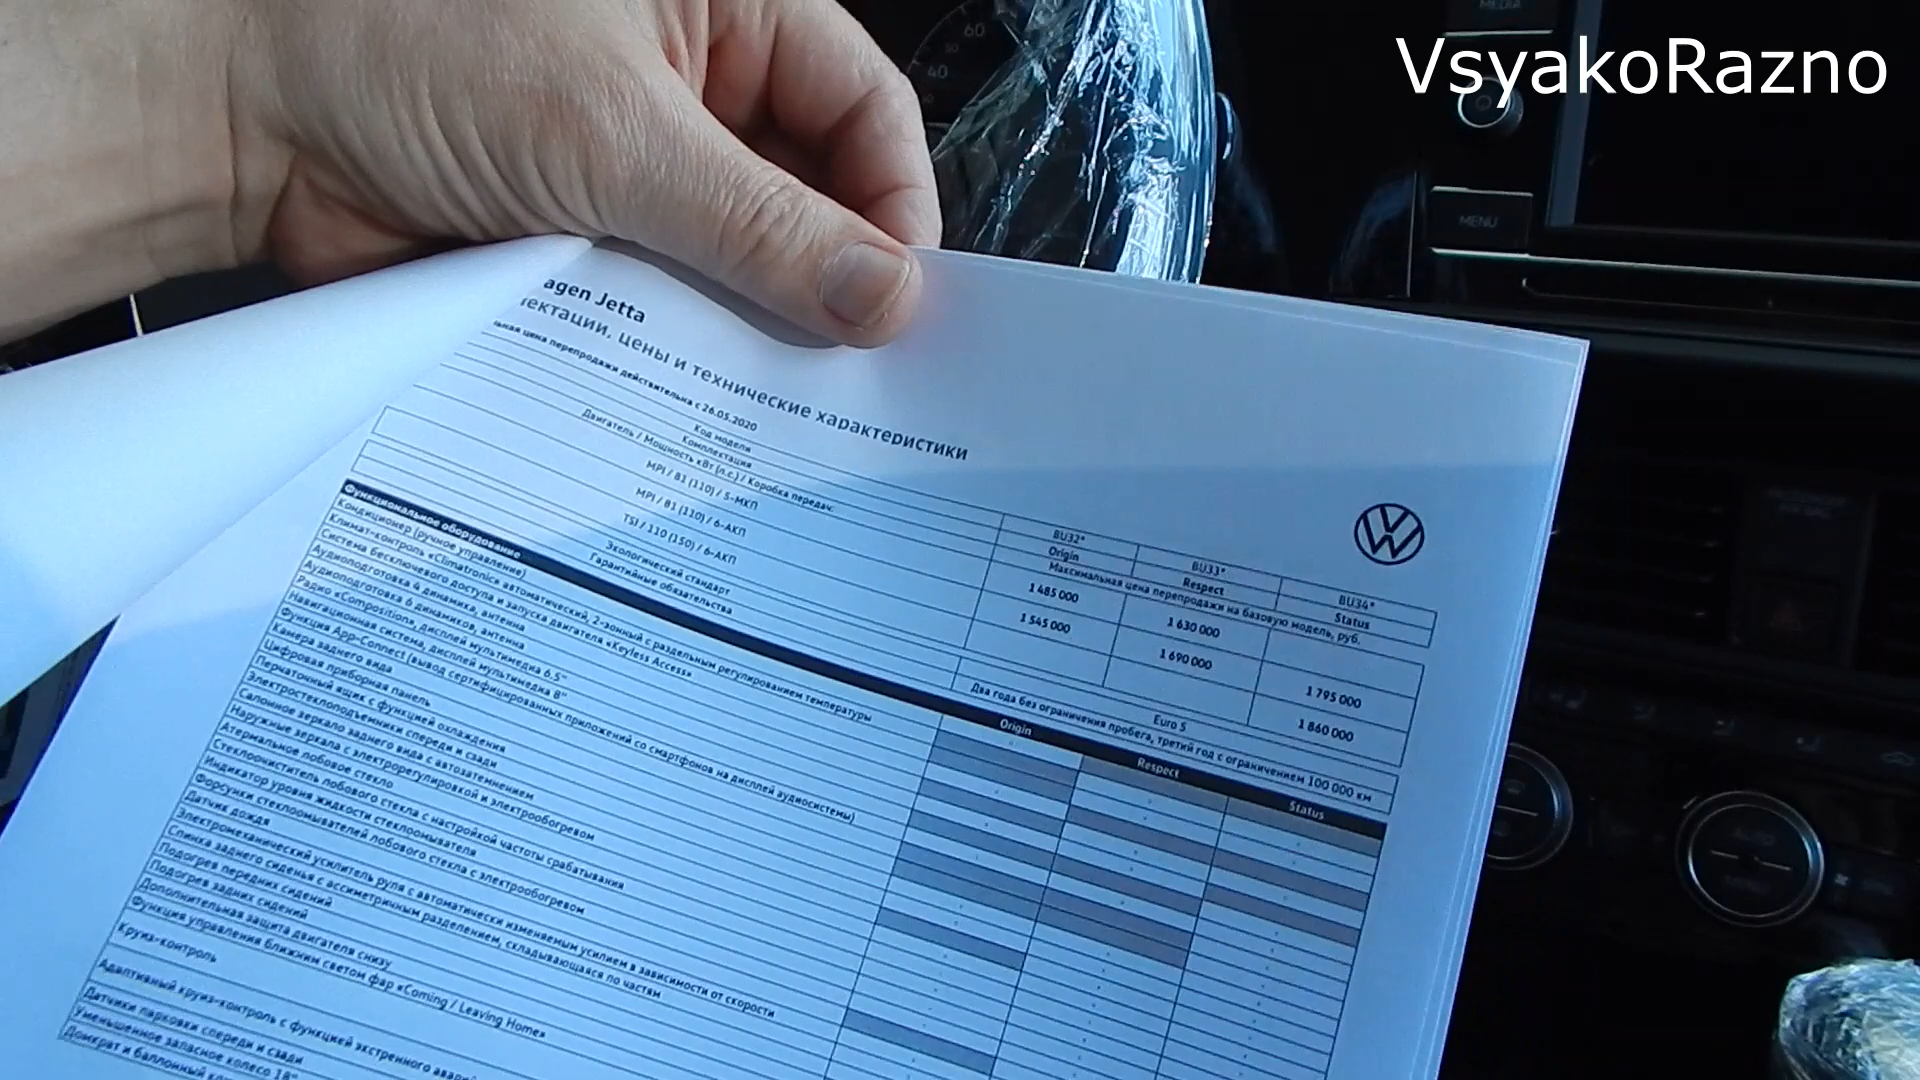 VsyakoRazno
MEDIA
60
40
MENU
agen Jetta
ектации, цены и технические характеристики
цена перепродажи действительна с 26.05.2020
Код модели
BU32* BU33* BU34*
Комплектация
Origin Respect Status
Двигатель / Мощность кВт (л.с.) / Коробка передач:
Максимальная цена перепродажи на базовую модель, руб.
MPI / 81 (110) / 5-МКП
1 485 000 1 630 000
MPI / 81 (110) / 6-АКП
1 545 000 1 690 000 1 795 000
TSI / 110 (150) / 6-АКП
1 860 000
Экологический стандарт
Euro 5
Гарантийные обязательства
Два года без ограничения пробега, третий год с ограничением 100 000 км
Функциональное оборудование Origin Respect Status
Кондиционер (ручное управление)
Климат-контроль «Climatronic» автоматический, 2-зонный с раздельным регулированием температуры
Система бесключевого доступа и запуска двигателя «Keyless Access»
Аудиоподготовка 4 динамика, антенна
Аудиоподготовка 6 динамиков, антенна
Радио «Composition», дисплей мультимедиа 6.5"
Навигационная система, дисплей мультимедиа 8"
Функция App-Connect (вывод сертифицированных приложений со смартфонов на дисплей аудиосистемы)
Камера заднего вида
Цифровая приборная панель
Перчаточный ящик с функцией охлаждения
Электростеклоподъемники спереди и сзади
Салонное зеркало заднего вида с автозатемнением
Наружные зеркала с электрорегулировкой и электрообогревом
Атермальное лобовое стекло
Стеклоочиститель лобового стекла с настройкой частоты срабатывания
Индикатор уровня жидкости стеклоомывателя
Форсунки стеклоомывателей лобового стекла с электрообогревом
Датчик дождя
Электромеханический усилитель руля с автоматически изменяемым усилием в зависимости от скорости
Спинка заднего сиденья с ассиметричным разделением, складывающаяся по частям
Подогрев передних сидений
Подогрев задних сидений
Дополнительная защита двигателя снизу
Функция управления ближним светом фар «Coming / Leaving Home»
Круиз-контроль
Адаптивный круиз-контроль с функцией экстренного
Датчики парковки спереди и сзади
Уменьшенное запасное колесо 18"
Домкрат и баллонный